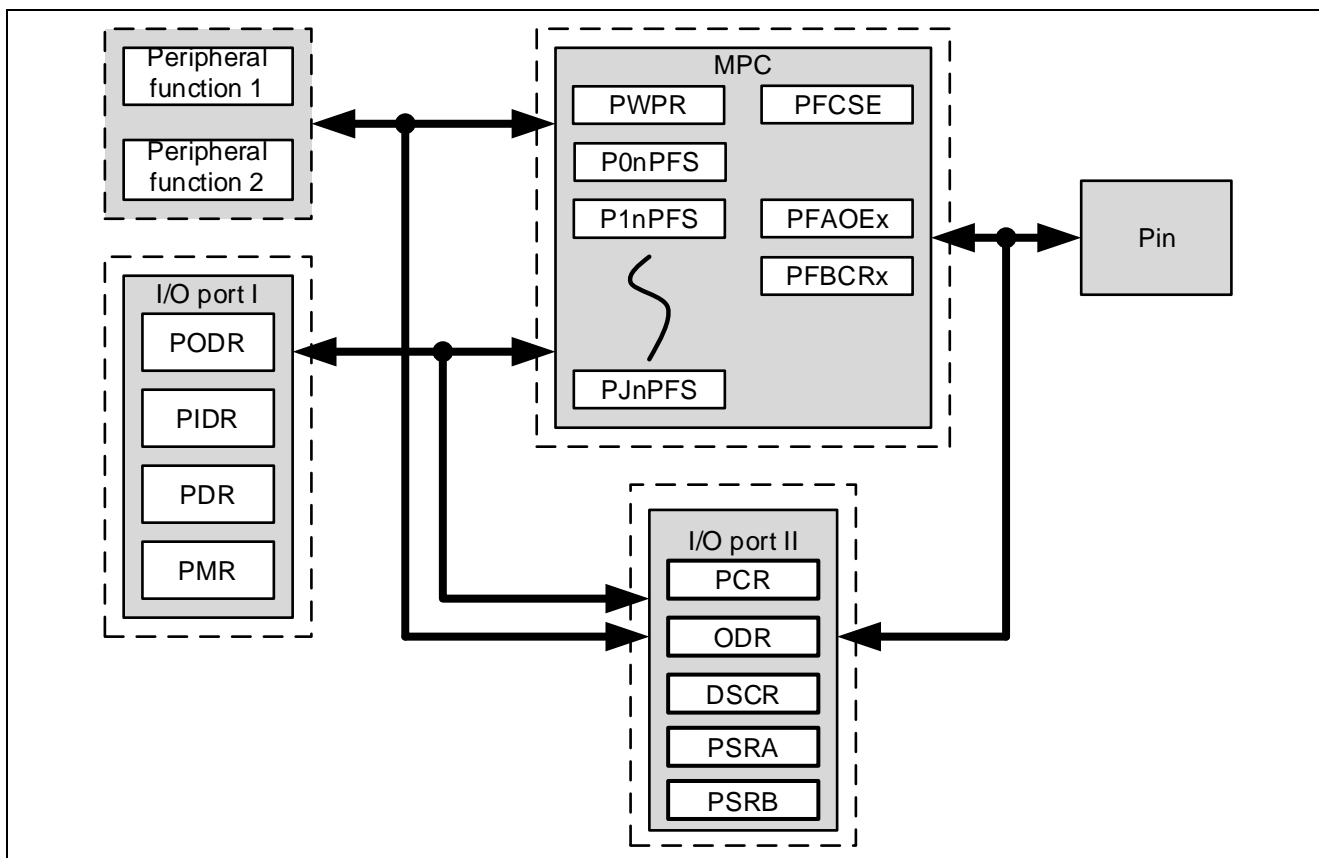 Peripheral
function 1
Peripheral
function 2
I/O port I
PODR
PIDR
PDR
PMR
MPC
PWPR
PFCSE
P0nPFS
P1nPFS
PFAOEx
PFBCRx
PJnPFS
Pin
I/O port II
PCR
ODR
DSCR
PSRA
PSRB